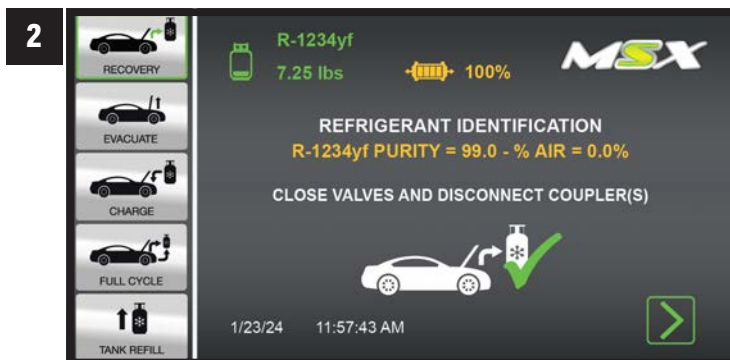 2
RECOVERY
EVACUATE
CHARGE
FULL CYCLE
TANK REFILL
R-1234yf
7.25 lbs
100%
MSX
REFRIGERANT IDENTIFICATION
R-1234yf PURITY = 99.0 - % AIR = 0.0%
CLOSE VALVES AND DISCONNECT COUPLER(S)
1/23/24 11:57:43 AM